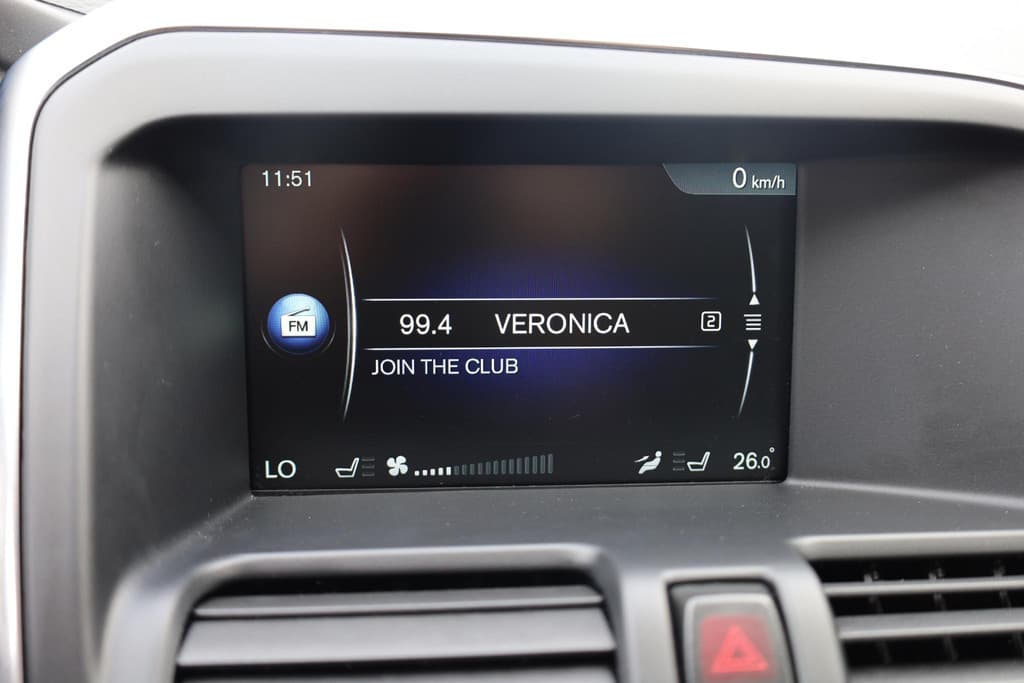 11:51
0 km/h
FM
99.4 VERONICA 2
JOIN THE CLUB
LO 26.0°